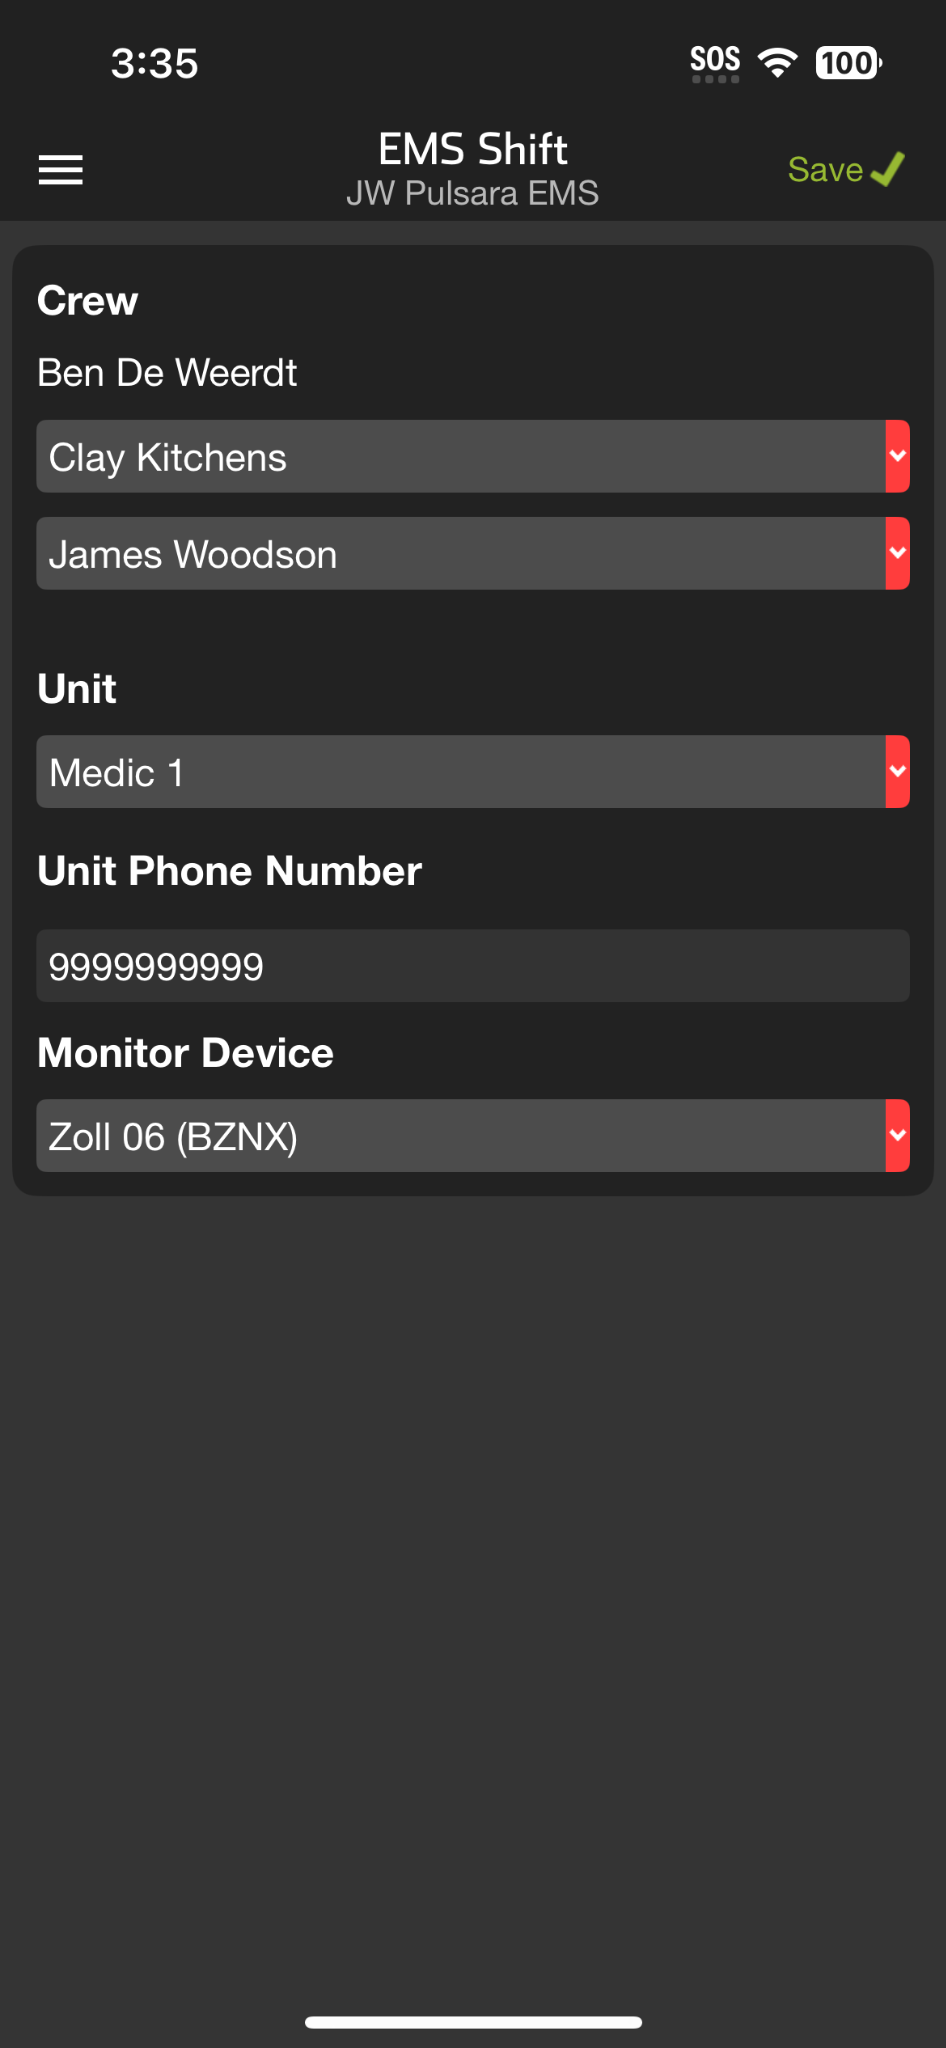 3:35
SOS
100
EMS Shift
JW Pulsara EMS
Save
Crew
Ben De Weerdt
Clay Kitchens
James Woodson
Unit
Medic 1
Unit Phone Number
9999999999
Monitor Device
Zoll 06 (BZNX)